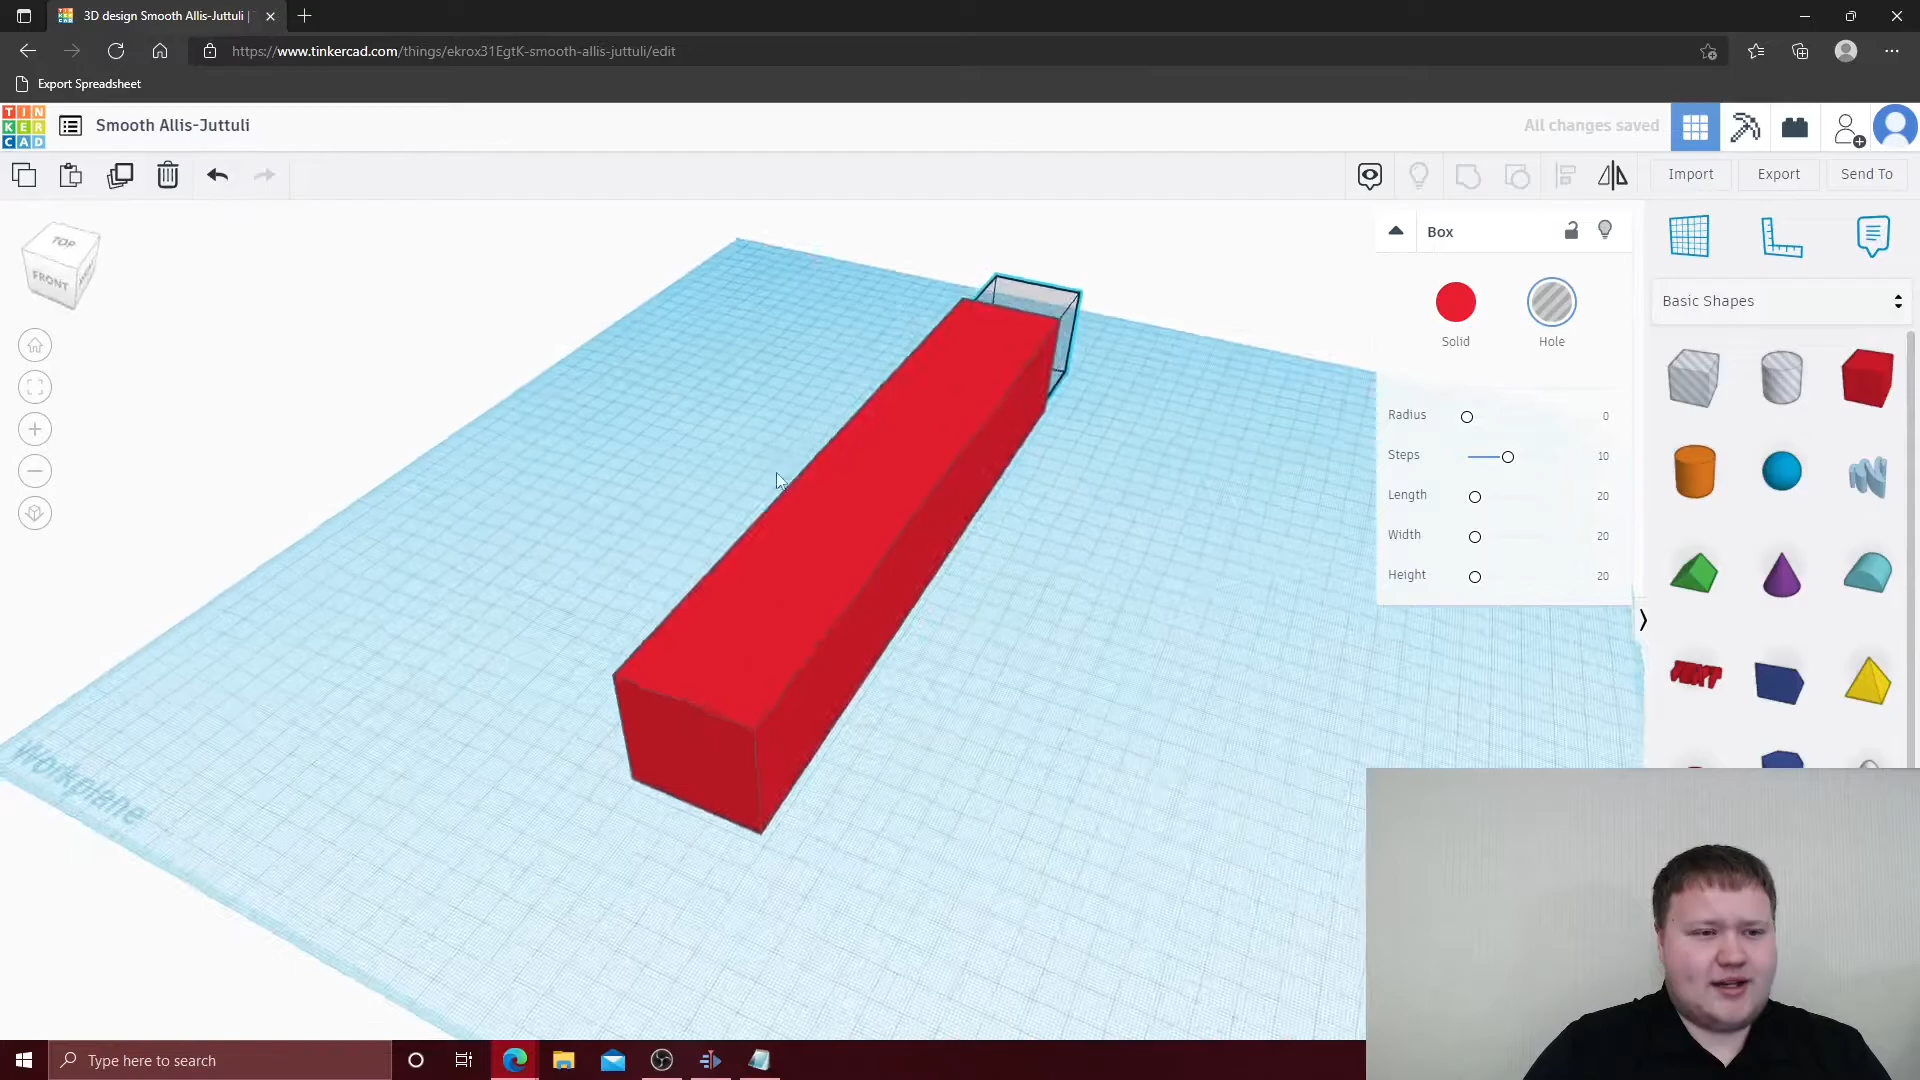 3D design Smooth Allis-Juttuli |
https://www.tinkercad.com/things/ekrox31EgtK-smooth-allis-juttuli/edit
Export Spreadsheet
TIN
KER
CAD
Smooth Allis-Juttuli
All changes saved
Import
Export
Send To
TOP
FRONT
Box
Solid
Hole
Radius 0
Steps 10
Length 20
Width 20
Height 20
Basic Shapes
TEXT
Workplane
Type here to search